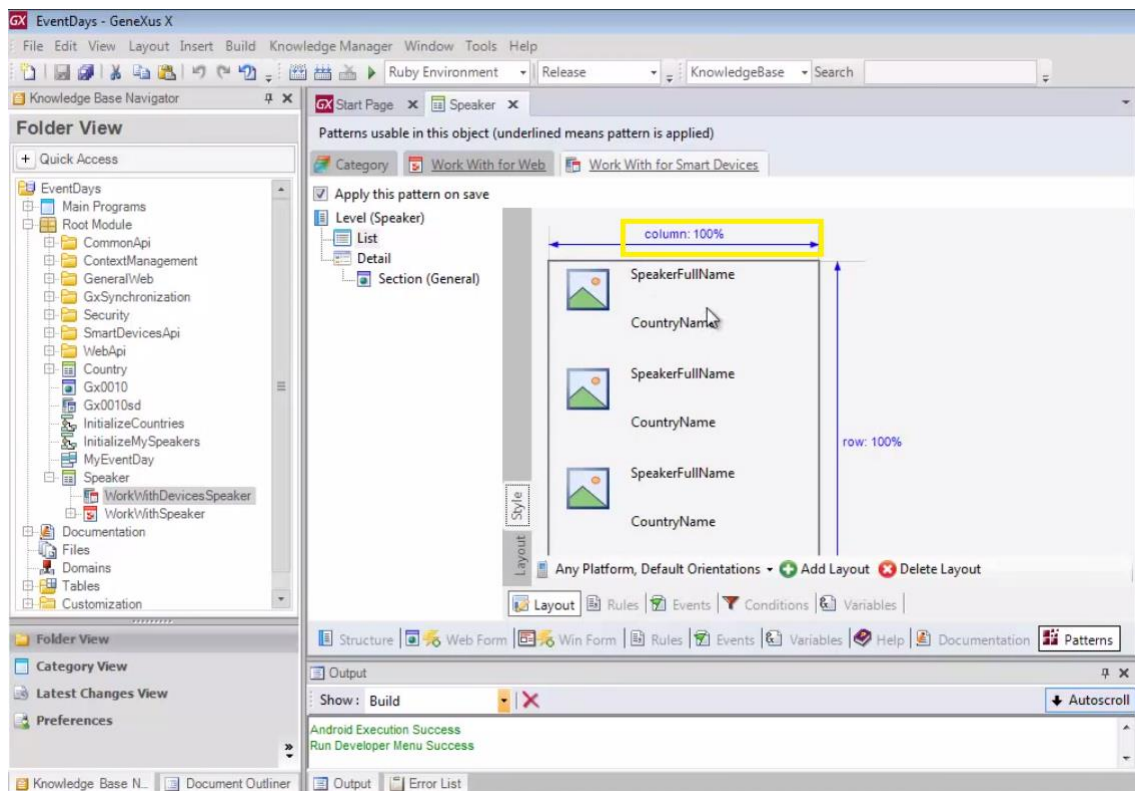 GX EventDays - GeneXus X
File Edit View Layout Insert Build Knowledge Manager Window Tools Help
Ruby Environment Release KnowledgeBase Search
Knowledge Base Navigator
Folder View
+ Quick Access
EventDays
Main Programs
Root Module
CommonApi
ContextManagement
GeneralWeb
GxSynchronization
Security
SmartDevicesApi
WebApi
Country
Gx0010
Gx0010sd
InitializeCountries
InitializeMySpeakers
MyEventDay
Speaker
WorkWithDevicesSpeaker
WorkWithSpeaker
Documentation
Files
Domains
Tables
Customization
Folder View
Category View
Latest Changes View
Preferences
Knowledge Base N... Document Outliner
GX Start Page Speaker
Patterns usable in this object (underlined means pattern is applied)
Category Work With for Web Work With for Smart Devices
Apply this pattern on save
Level (Speaker)
List
Detail
Section (General)
Style
Layout
column: 100%
SpeakerFullName
CountryName
SpeakerFullName
CountryName
row: 100%
SpeakerFullName
CountryName
Any Platform, Default Orientations Add Layout Delete Layout
Layout Rules Events Conditions Variables
Structure Web Form Win Form Rules Events Variables Help Documentation Patterns
Output
Show: Build Autoscroll
Android Execution Success
Run Developer Menu Success
Output Error List